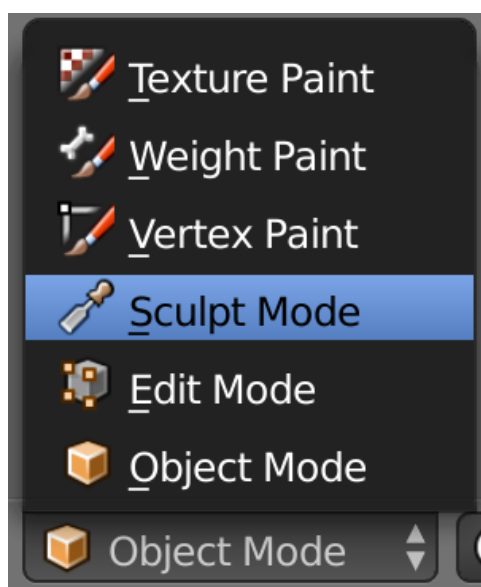 Texture Paint
Weight Paint
Vertex Paint
Sculpt Mode
Edit Mode
Object Mode
Object Mode